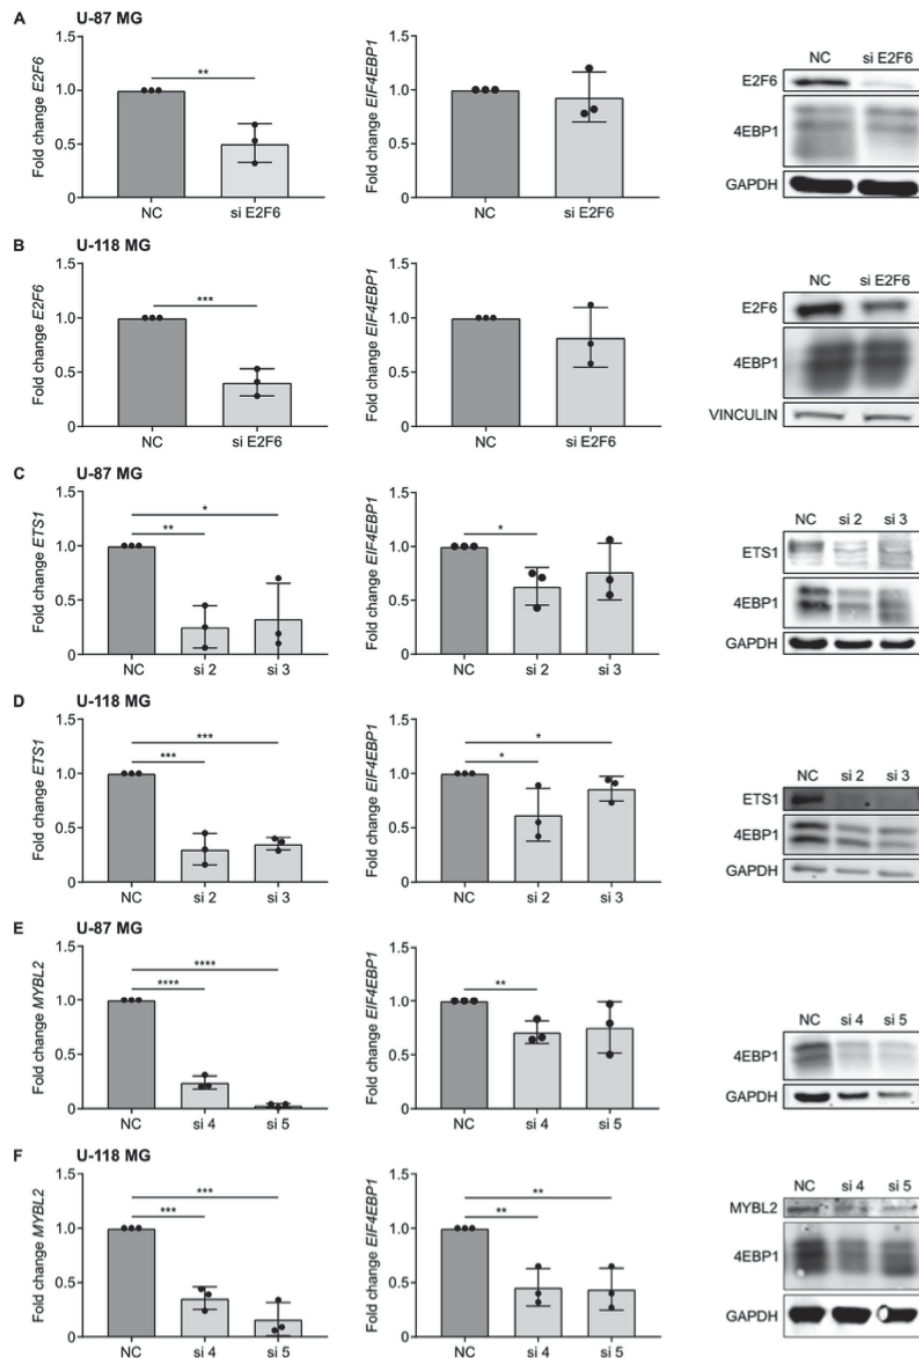 A U-87 MG
Fold change E2F6
1.5
1.0
0.5
0
**
NC si E2F6
Fold change EIF4EBP1
1.5
1.0
0.5
0
NC si E2F6
NC si E2F6
E2F6
4EBP1
GAPDH
B U-118 MG
Fold change E2F6
1.5
1.0
0.5
0
***
NC si E2F6
Fold change EIF4EBP1
1.5
1.0
0.5
0
NC si E2F6
NC si E2F6
E2F6
4EBP1
VINCULIN
C U-87 MG
Fold change ETS1
1.5
1.0
0.5
0
*
**
NC si 2 si 3
Fold change EIF4EBP1
1.5
1.0
0.5
0
*
NC si 2 si 3
NC si 2 si 3
ETS1
4EBP1
GAPDH
D U-118 MG
Fold change ETS1
1.5
1.0
0.5
0
***
***
NC si 2 si 3
Fold change EIF4EBP1
1.5
1.0
0.5
0
*
*
NC si 2 si 3
NC si 2 si 3
ETS1
4EBP1
GAPDH
E U-87 MG
Fold change MYBL2
1.5
1.0
0.5
0
****
****
NC si 4 si 5
Fold change EIF4EBP1
1.5
1.0
0.5
0
**
NC si 4 si 5
NC si 4 si 5
4EBP1
GAPDH
F U-118 MG
Fold change MYBL2
1.5
1.0
0.5
0
***
***
NC si 4 si 5
Fold change EIF4EBP1
1.5
1.0
0.5
0
**
**
NC si 4 si 5
NC si 4 si 5
MYBL2
4EBP1
GAPDH